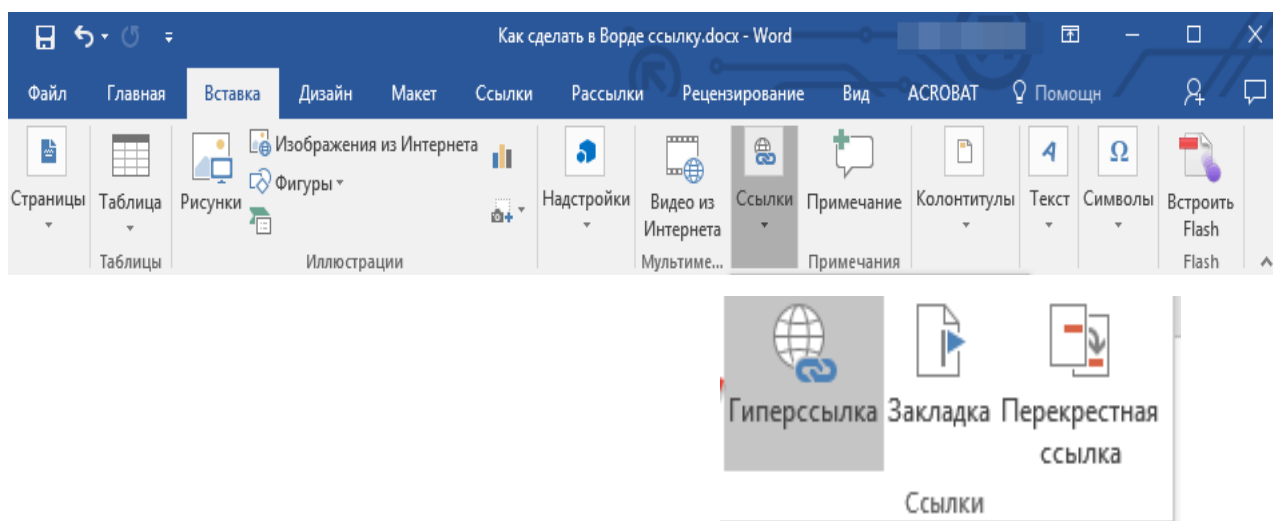 Как сделать в Ворде ссылку.docx - Word
Файл Главная Вставка Дизайн Макет Ссылки Рассылки Рецензирование Вид ACROBAT Помощн
Изображения из Интернета
Фигуры
Страницы Таблица Рисунки Надстройки Видео из Интернета Ссылки Примечание Колонтитулы Текст Символы Встроить Flash
Таблицы Иллюстрации Мультиме... Примечания Flash
Гиперссылка Закладка Перекрестная
ссылка
Ссылки